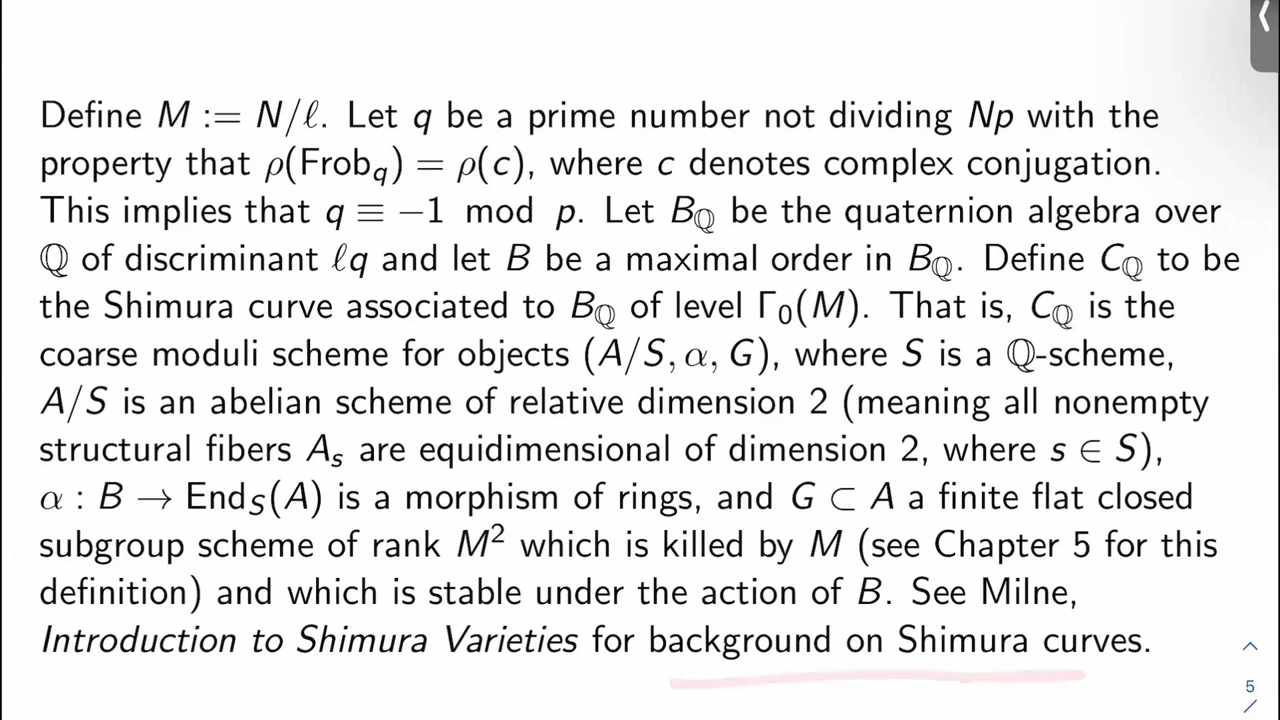 Define M := N/ℓ. Let q be a prime number not dividing Np with the
property that ρ(Frob_q) = ρ(c), where c denotes complex conjugation.
This implies that q ≡ −1 mod p. Let B_ℚ be the quaternion algebra over
ℚ of discriminant ℓq and let B be a maximal order in B_ℚ. Define C_ℚ to be
the Shimura curve associated to B_ℚ of level Γ₀(M). That is, C_ℚ is the
coarse moduli scheme for objects (A/S, α, G), where S is a ℚ-scheme,
A/S is an abelian scheme of relative dimension 2 (meaning all nonempty
structural fibers A_s are equidimensional of dimension 2, where s ∈ S),
α : B → End_S(A) is a morphism of rings, and G ⊂ A a finite flat closed
subgroup scheme of rank M² which is killed by M (see Chapter 5 for this
definition) and which is stable under the action of B. See Milne,
Introduction to Shimura Varieties for background on Shimura curves.
5
/